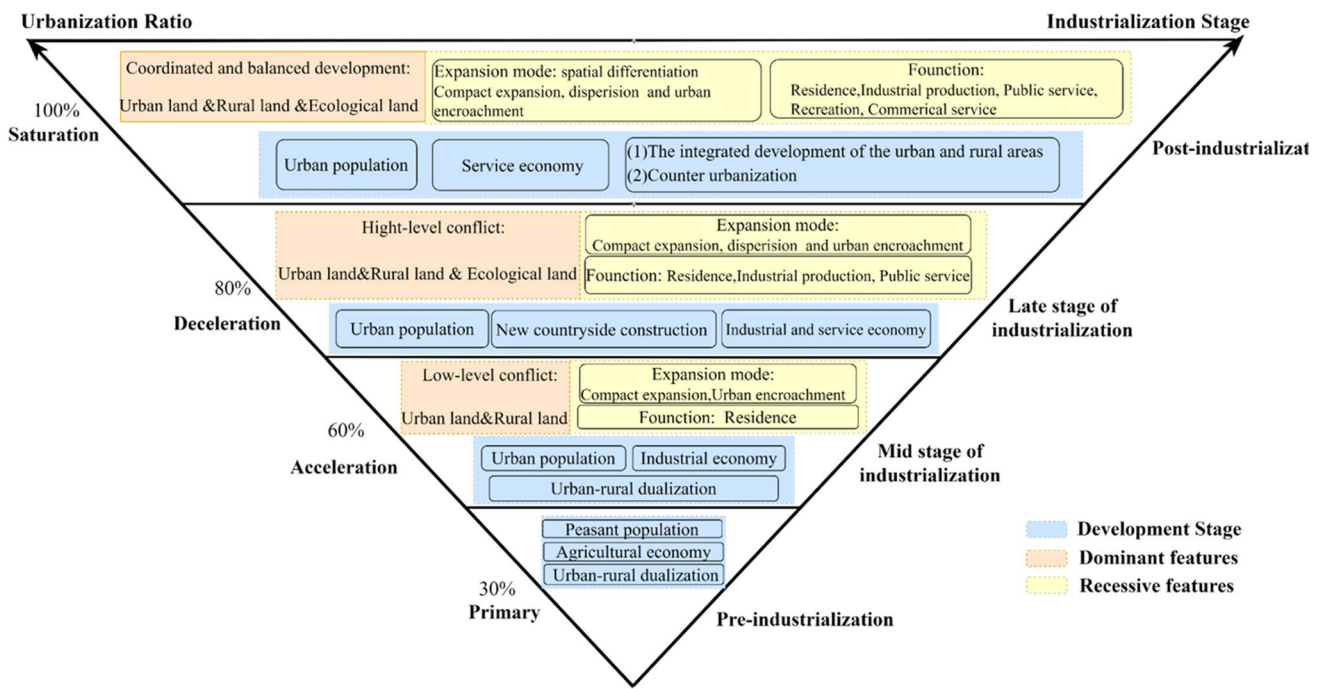 Urbanization Ratio
Industrialization Stage
Coordinated and balanced development:
Urban land &Rural land &Ecological land
Expansion mode: spatial differentiation
Compact expansion, disperision and urban
encroachment
Founction:
Residence,Industrial production, Public service,
Recreation, Commerical service
100%
Saturation
Urban population
Service economy
(1)The integrated development of the urban and rural areas
(2)Counter urbanization
Post-industrializat
Hight-level conflict:
Urban land&Rural land & Ecological land
Expansion mode:
Compact expansion, disperision and urban encroachment
Founction: Residence,Industrial production, Public service
80%
Deceleration
Urban population
New countryside construction
Industrial and service economy
Late stage of
industrialization
Low-level conflict:
Urban land&Rural land
Expansion mode:
Compact expansion,Urban encroachment
Founction: Residence
60%
Acceleration
Urban population
Industrial economy
Urban-rural dualization
Mid stage of
industrialization
Peasant population
Agricultural economy
Urban-rural dualization
30%
Primary
Pre-industrialization
Development Stage
Dominant features
Recessive features